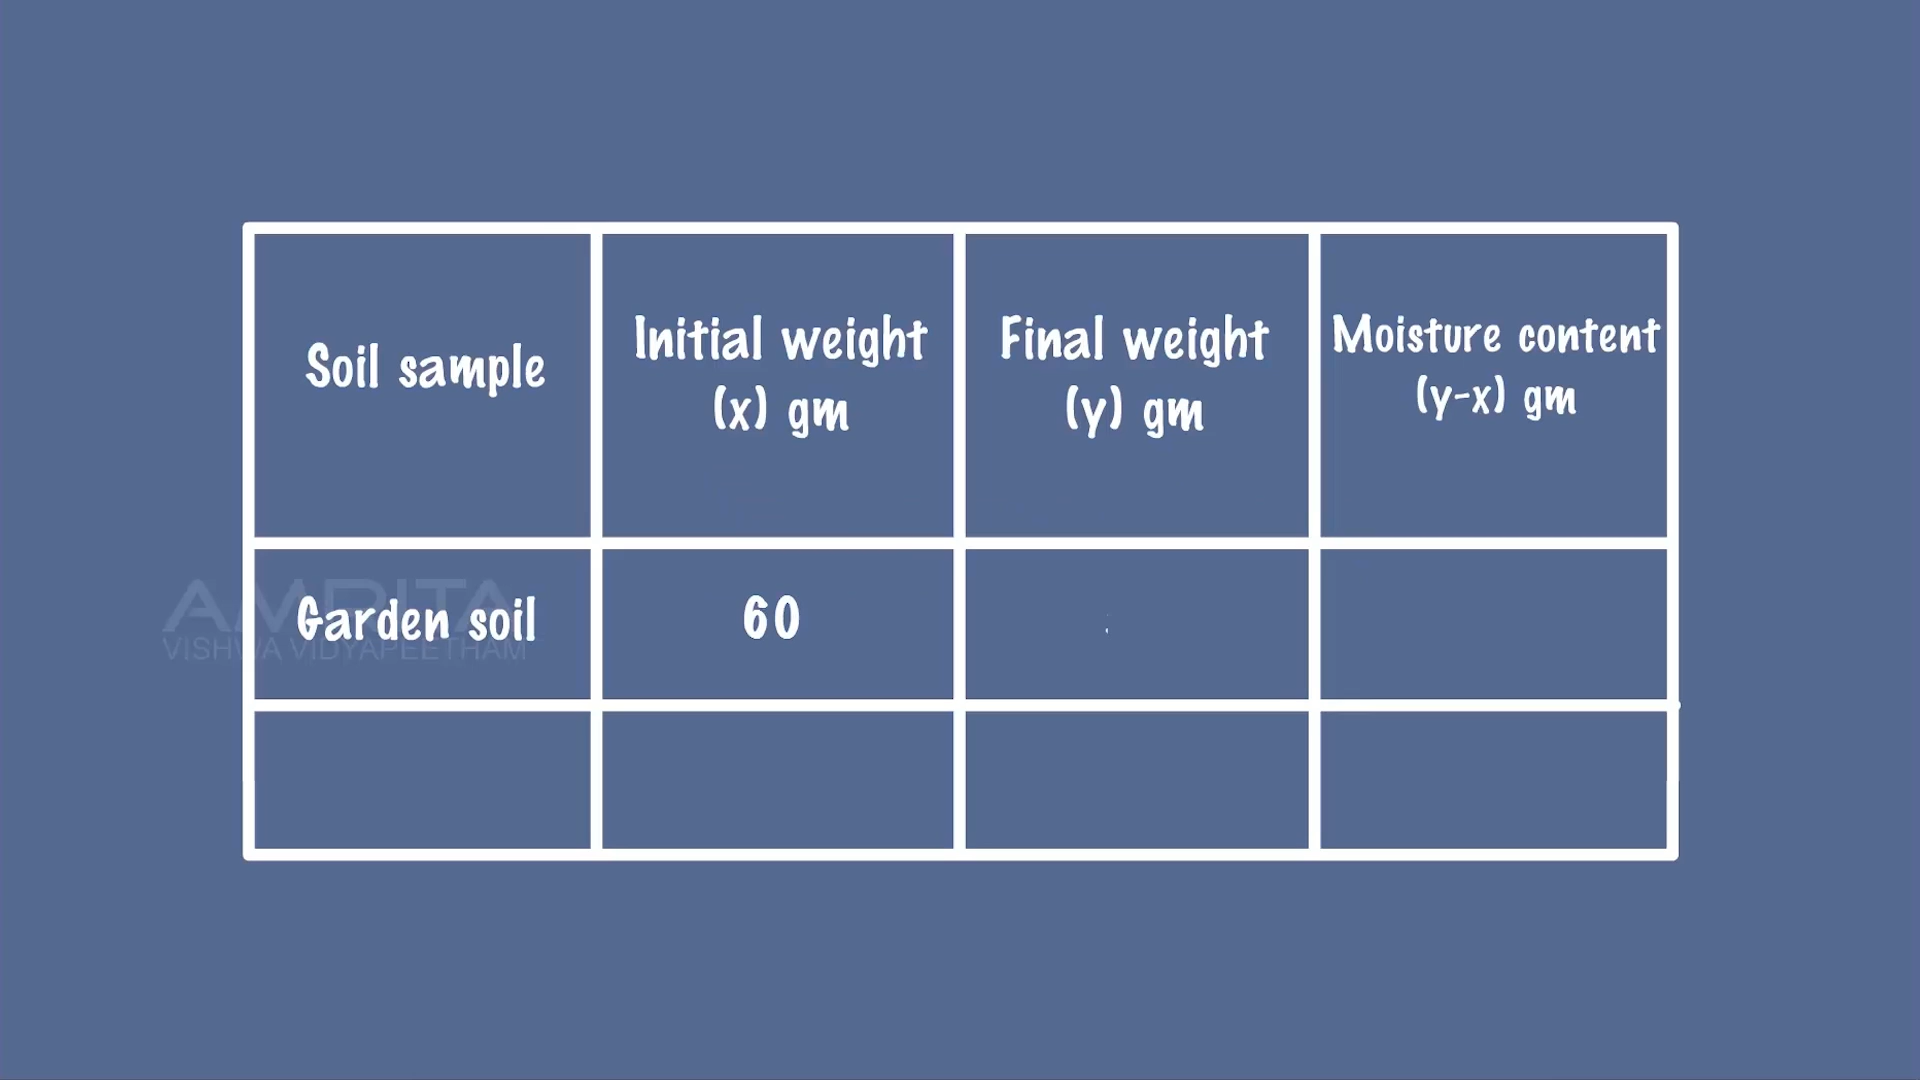 Soil sample
Initial weight
(x) gm
Final weight
(y) gm
Moisture content
(y-x) gm
Garden soil
60
AMRITA
VISHWA VIDYAPEETHAM